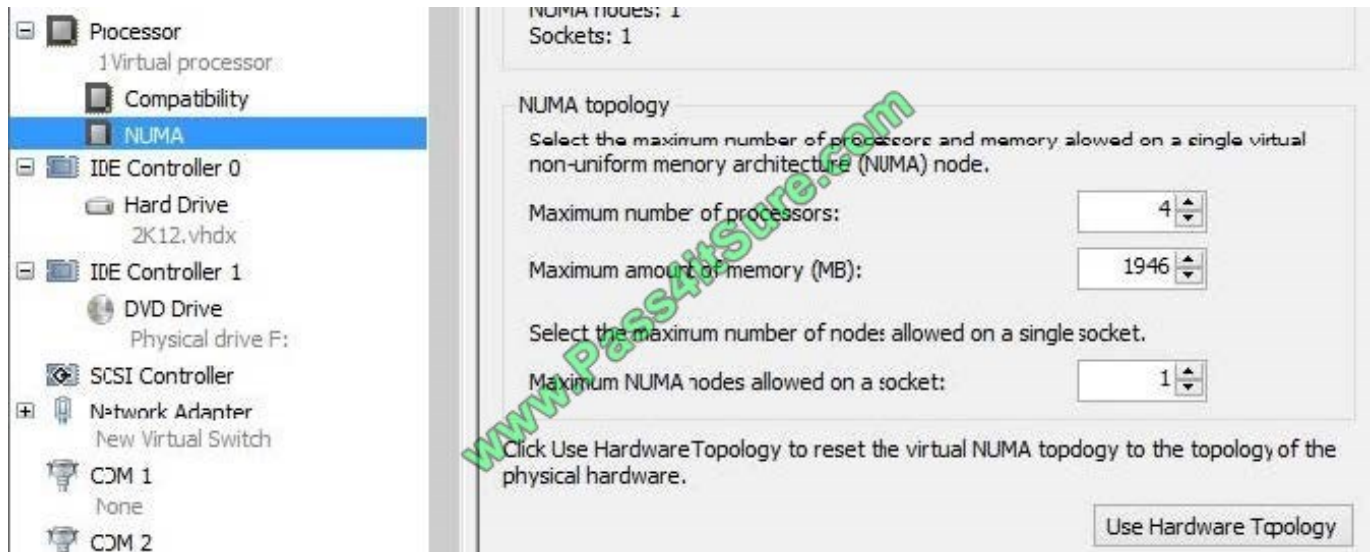 Processor
1 Virtual processor
Compatibility
NUMA
IDE Controller 0
Hard Drive
2K12.vhdx
IDE Controller 1
DVD Drive
Physical drive F:
SCSI Controller
Network Adapter
New Virtual Switch
COM 1
None
COM 2
NUMA nodes: 1
Sockets: 1
NUMA topology
Select the maximum number of processors and memory alowed on a single virtual
non-uniform menory architecture (NUMA) node.
Maximum number of processors:
4
Maximum amount of memory (MB):
1946
Select the maximum number of nodes allowed on a single socket.
Maximum NUMA nodes allowed on a socket:
1
Click Use Hardware Topology to reset the virtual NUMA topology to the topology of the
physical hardware.
Use Hardware Topology
www.Pass4itSure.com